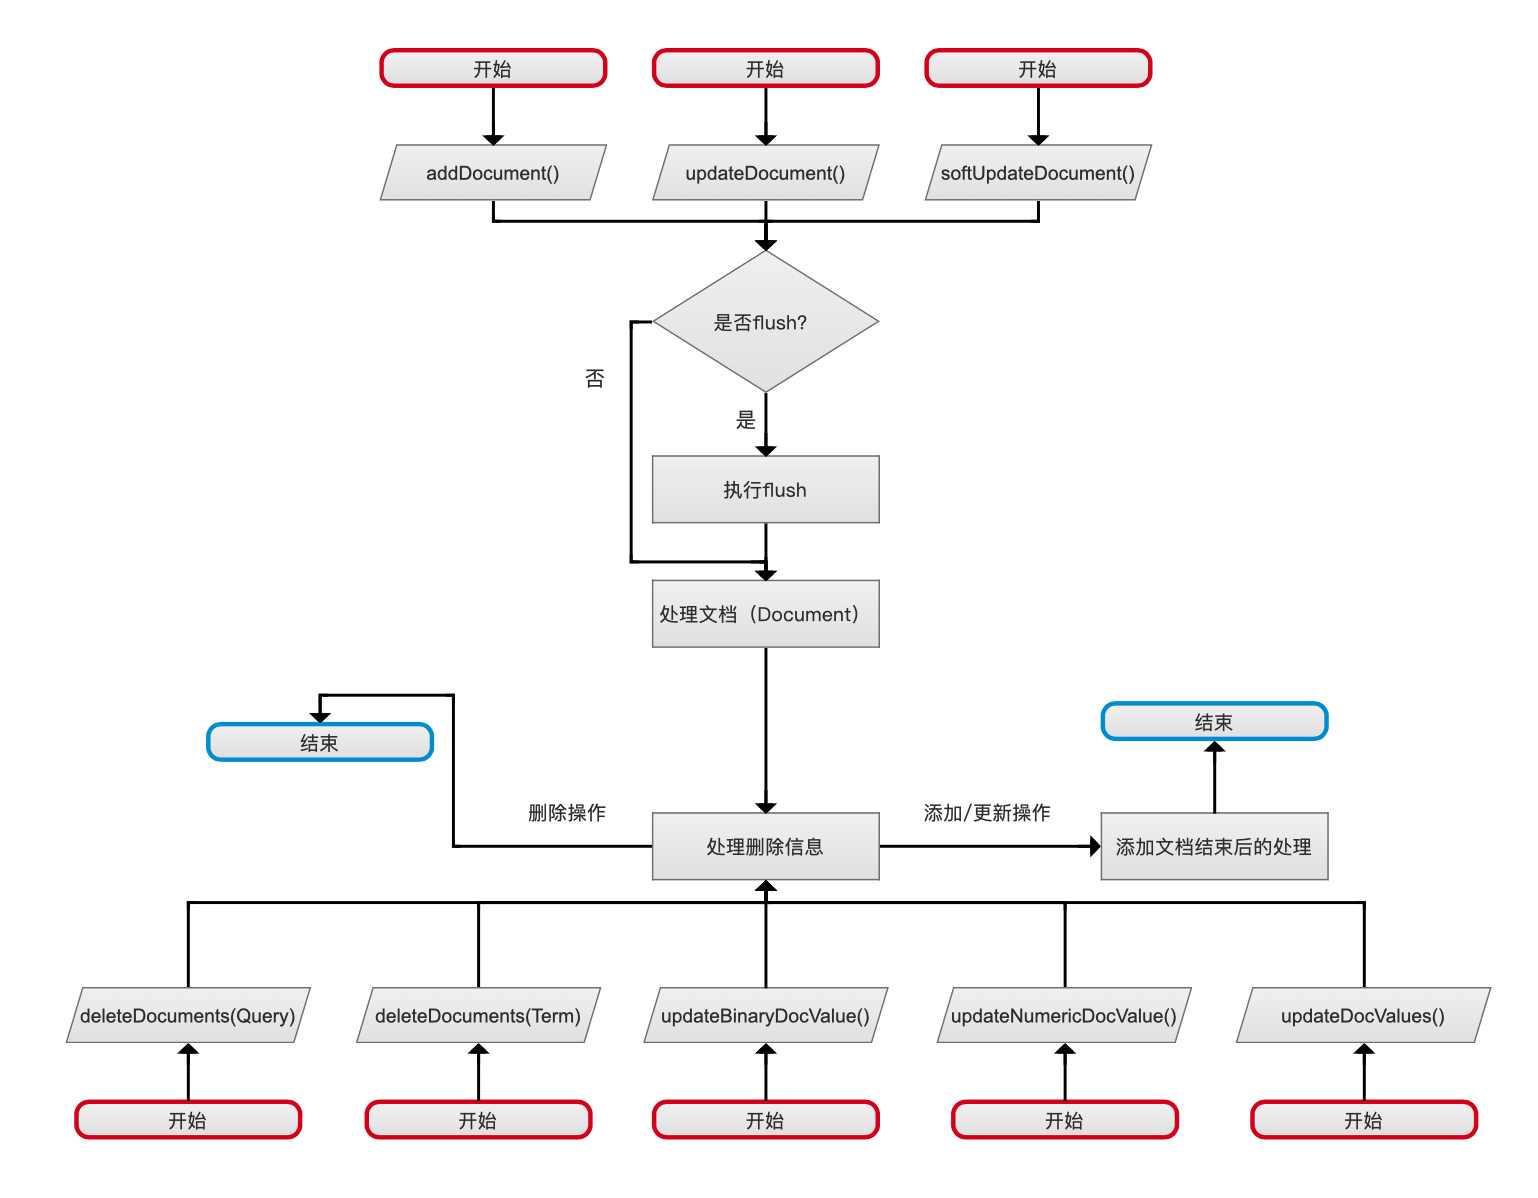 开始
开始
开始
addDocument()
updateDocument()
softUpdateDocument()
是否flush?
否
是
执行flush
处理文档（Document）
结束
结束
删除操作
添加/更新操作
处理删除信息
添加文档结束后的处理
deleteDocuments(Query)
deleteDocuments(Term)
updateBinaryDocValue()
updateNumericDocValue()
updateDocValues()
开始
开始
开始
开始
开始